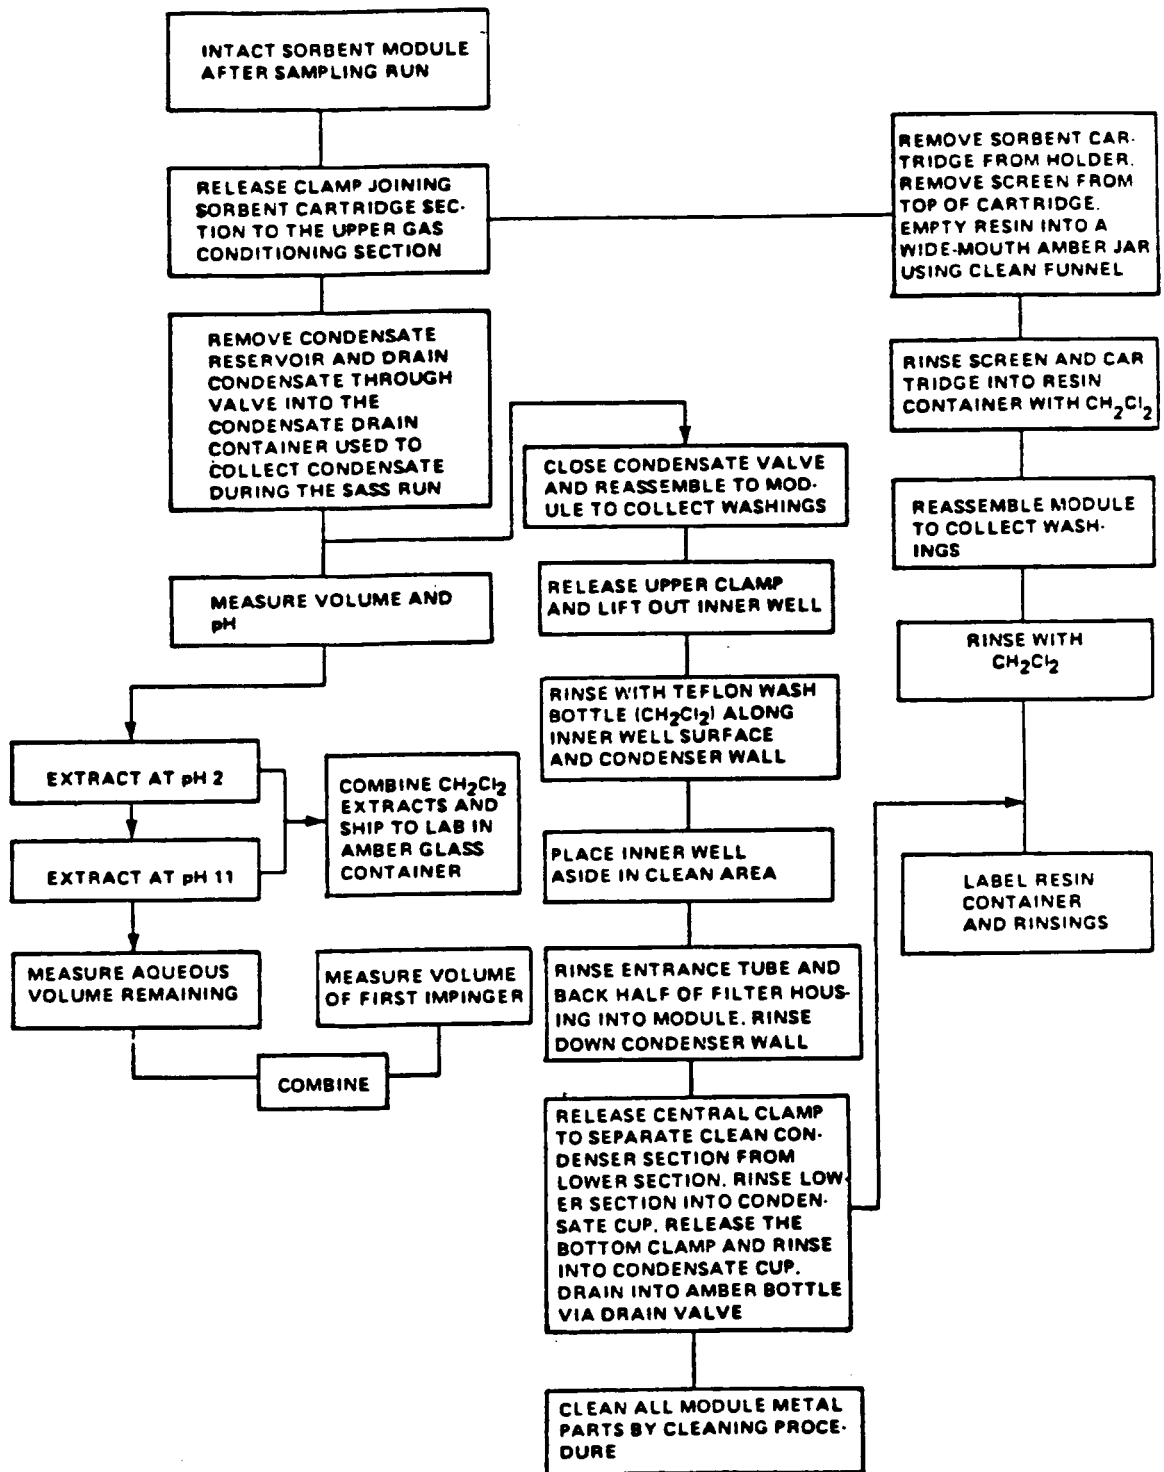 INTACT SORBENT MODULE
AFTER SAMPLING RUN
RELEASE CLAMP JOINING
SORBENT CARTRIDGE SEC-
TION TO THE UPPER GAS
CONDITIONING SECTION
REMOVE CONDENSATE
RESERVOIR AND DRAIN
CONDENSATE THROUGH
VALVE INTO THE
CONDENSATE DRAIN
CONTAINER USED TO
COLLECT CONDENSATE
DURING THE SASS RUN
MEASURE VOLUME AND
pH
EXTRACT AT pH 2
EXTRACT AT pH 11
COMBINE CH2Cl2
EXTRACTS AND
SHIP TO LAB IN
AMBER GLASS
CONTAINER
MEASURE AQUEOUS
VOLUME REMAINING
MEASURE VOLUME
OF FIRST IMPINGER
COMBINE
CLOSE CONDENSATE VALVE
AND REASSEMBLE TO MOD-
ULE TO COLLECT WASHINGS
RELEASE UPPER CLAMP
AND LIFT OUT INNER WELL
RINSE WITH TEFLON WASH
BOTTLE (CH2Cl2) ALONG
INNER WELL SURFACE
AND CONDENSER WALL
PLACE INNER WELL
ASIDE IN CLEAN AREA
RINSE ENTRANCE TUBE AND
BACK HALF OF FILTER HOUS-
ING INTO MODULE. RINSE
DOWN CONDENSER WALL
RELEASE CENTRAL CLAMP
TO SEPARATE CLEAN CON-
DENSER SECTION FROM
LOWER SECTION. RINSE LOW-
ER SECTION INTO CONDEN-
SATE CUP. RELEASE THE
BOTTOM CLAMP AND RINSE
INTO CONDENSATE CUP.
DRAIN INTO AMBER BOTTLE
VIA DRAIN VALVE
CLEAN ALL MODULE METAL
PARTS BY CLEANING PROCE-
DURE
REMOVE SORBENT CAR-
TRIDGE FROM HOLDER.
REMOVE SCREEN FROM
TOP OF CARTRIDGE.
EMPTY RESIN INTO A
WIDE-MOUTH AMBER JAR
USING CLEAN FUNNEL
RINSE SCREEN AND CAR
TRIDGE INTO RESIN
CONTAINER WITH CH2Cl2
REASSEMBLE MODULE
TO COLLECT WASH-
INGS
RINSE WITH
CH2Cl2
LABEL RESIN
CONTAINER
AND RINSINGS